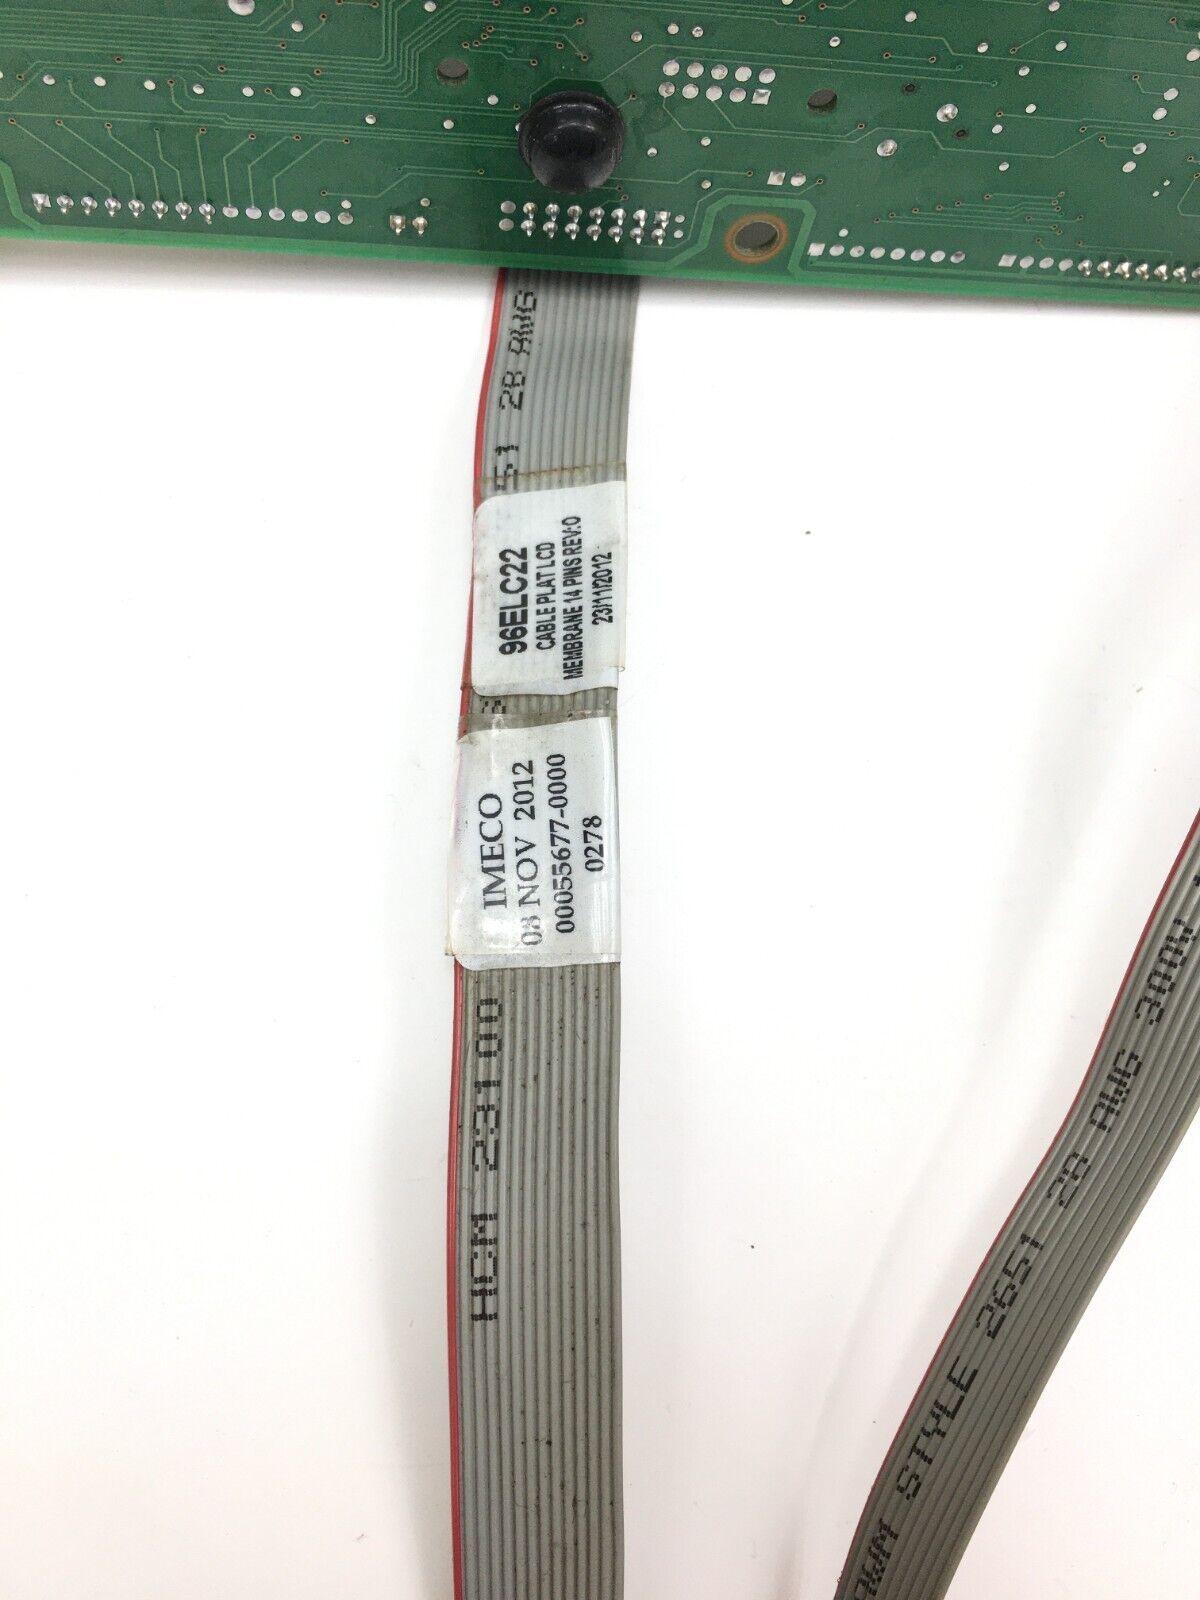 51 28 AWG
96ELC22
CABLE PLAT LCD
MEMBRANE 14 PINS REV:0
23/11/2012
IMECO
08 NOV 2012
00055677-0000
0278
HCM 23100
AWM STYLE 2651 28 AWG 300V